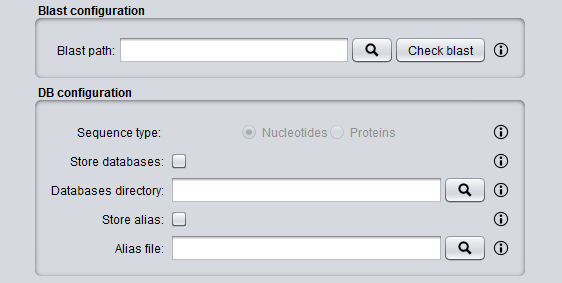 Blast configuration
Blast path: Check blast
DB configuration
Sequence type: Nucleotides Proteins
Store databases:
Databases directory:
Store alias:
Alias file: